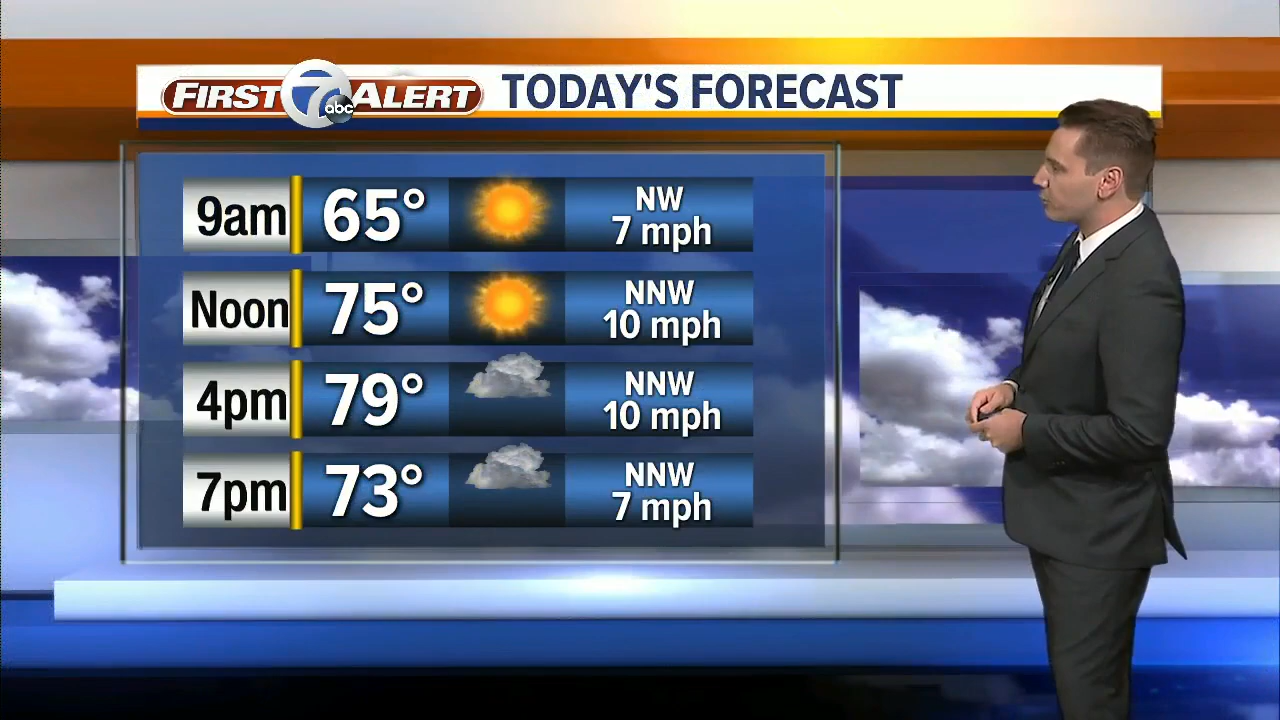 FIRST 7 abc ALERT TODAY'S FORECAST
9am 65° NW
7 mph
Noon 75° NNW
10 mph
4pm 79° NNW
10 mph
7pm 73° NNW
7 mph